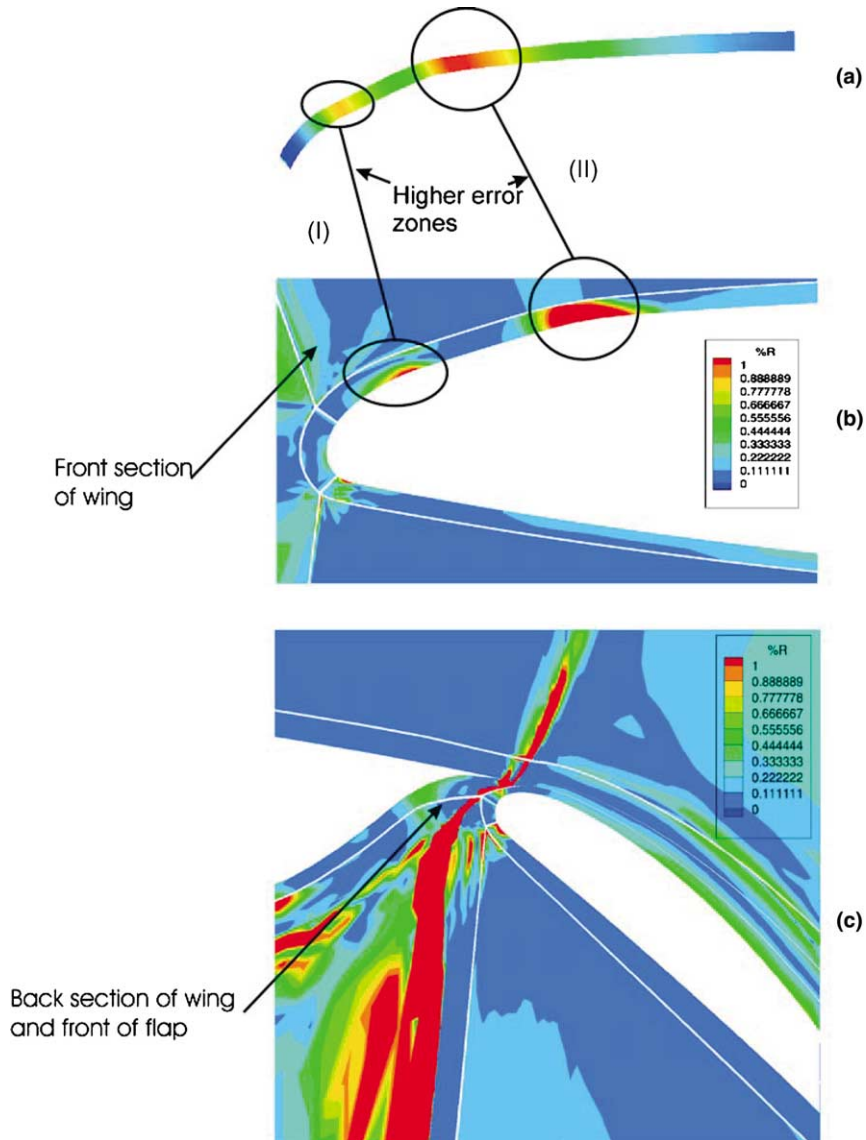 (a)
(II)
Higher error
zones
(I)
%R
1
0.888889
0.777778
0.666667
0.555556
0.444444
0.333333
0.222222
0.111111
0
(b)
Front section
of wing
%R
1
0.888889
0.777778
0.666667
0.555556
0.444444
0.333333
0.222222
0.111111
0
(c)
Back section of wing
and front of flap